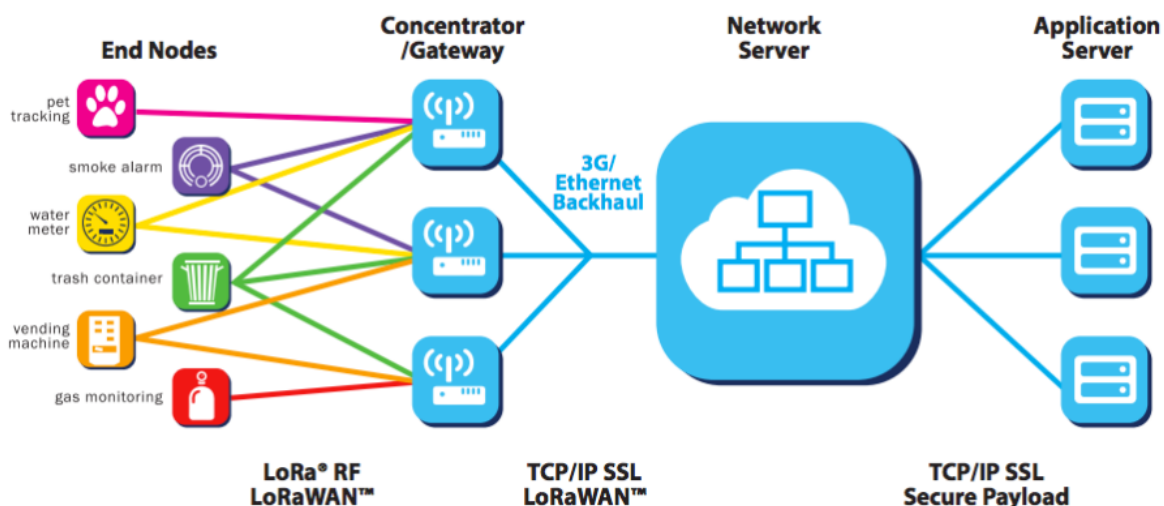 End Nodes
Concentrator
/Gateway
Network
Server
Application
Server
pet
tracking
smoke alarm
water
meter
trash container
vending
machine
gas monitoring
3G/
Ethernet
Backhaul
LoRa® RF
LoRaWAN™
TCP/IP SSL
LoRaWAN™
TCP/IP SSL
Secure Payload